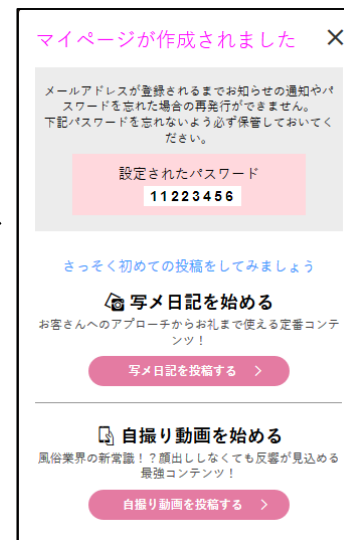 マイページが作成されました ×
メールアドレスが登録されるまでお知らせの通知やパ
スワードを忘れた場合の再発行ができません。
下記パスワードを忘れないよう必ず保管しておいてく
ださい。
設定されたパスワード
11223456
さっそく初めての投稿をしてみましょう
写メ日記を始める
お客さんへのアプローチからお礼まで使える定番コンテ
ンツ！
写メ日記を投稿する >
自撮り動画を始める
風俗業界の新常識！？顔出ししなくても反響が見込める
最強コンテンツ！
自撮り動画を投稿する >